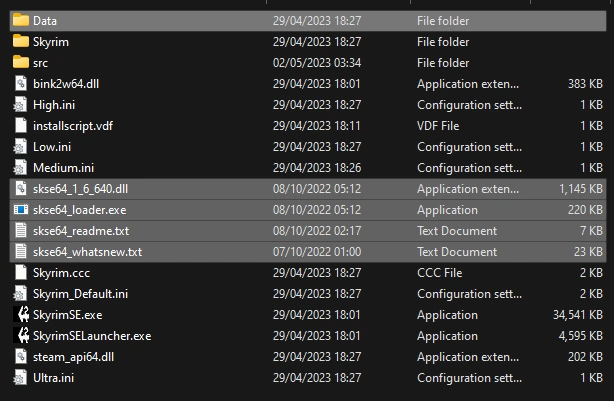 Data 29/04/2023 18:27 File folder
Skyrim 29/04/2023 18:27 File folder
src 02/05/2023 03:34 File folder
bink2w64.dll 29/04/2023 18:01 Application exten... 383 KB
High.ini 29/04/2023 18:27 Configuration sett... 1 KB
installscript.vdf 29/04/2023 18:11 VDF File 1 KB
Low.ini 29/04/2023 18:27 Configuration sett... 1 KB
Medium.ini 29/04/2023 18:26 Configuration sett... 1 KB
skse64_1_6_640.dll 08/10/2022 05:12 Application exten... 1,145 KB
skse64_loader.exe 08/10/2022 05:12 Application 220 KB
skse64_readme.txt 08/10/2022 02:17 Text Document 7 KB
skse64_whatsnew.txt 07/10/2022 01:00 Text Document 23 KB
Skyrim.ccc 29/04/2023 18:27 CCC File 2 KB
Skyrim_Default.ini 29/04/2023 18:27 Configuration sett... 2 KB
SkyrimSE.exe 29/04/2023 18:01 Application 34,541 KB
SkyrimSELauncher.exe 29/04/2023 18:01 Application 4,595 KB
steam_api64.dll 29/04/2023 18:27 Application exten... 202 KB
Ultra.ini 29/04/2023 18:27 Configuration sett... 1 KB